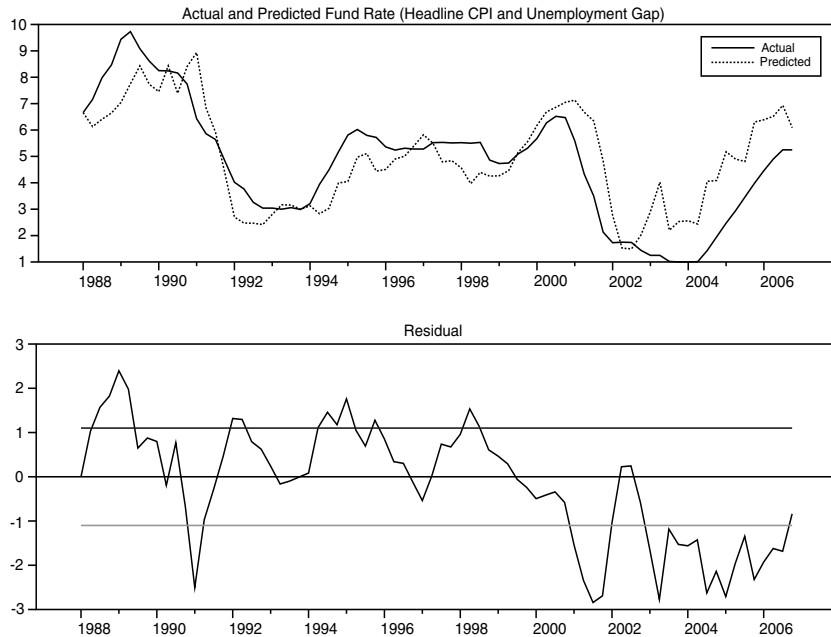 Actual and Predicted Fund Rate (Headline CPI and Unemployment Gap)
10
9
8
7
6
5
4
3
2
1
Actual
Predicted
1988 1990 1992 1994 1996 1998 2000 2002 2004 2006
Residual
3
2
1
0
-1
-2
-3
1988 1990 1992 1994 1996 1998 2000 2002 2004 2006